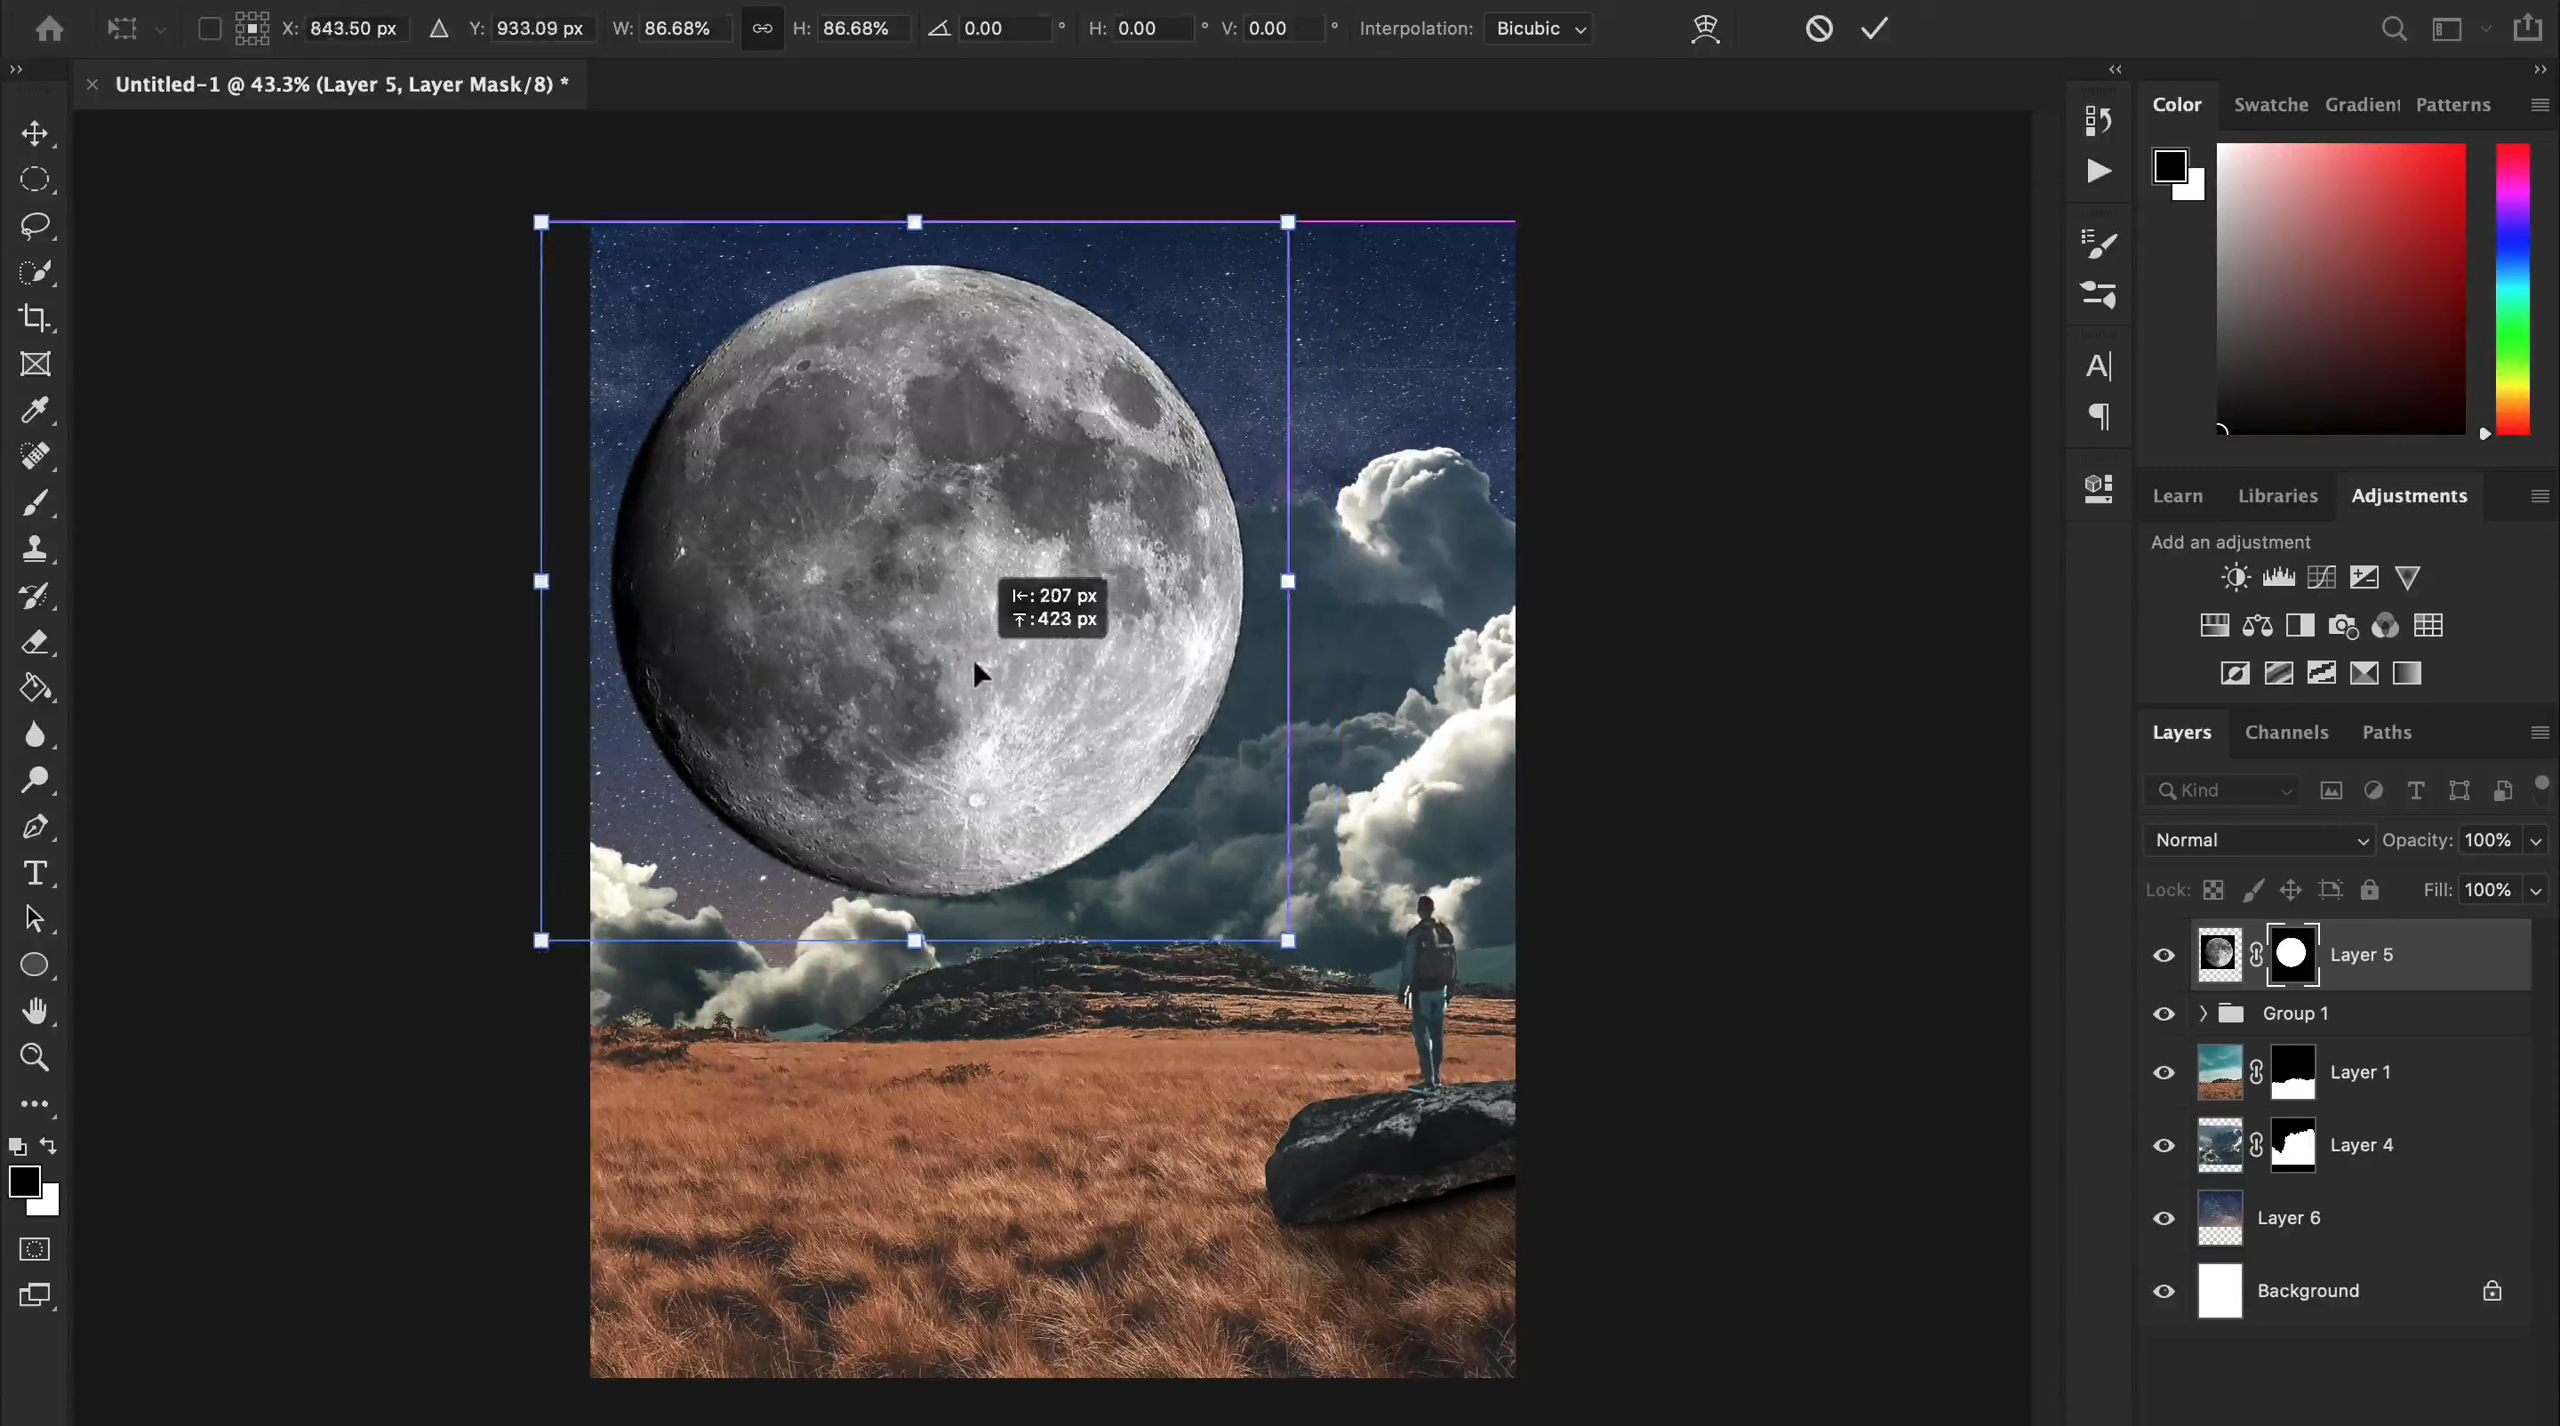 X: 843.50 px Y: 933.09 px W: 86.68% H: 86.68% 0.00 ° H: 0.00 ° V: 0.00 ° Interpolation: Bicubic
Untitled-1 @ 43.3% (Layer 5, Layer Mask/8) *
Color Swatche Gradient Patterns
: 207 px
: 423 px
Learn Libraries Adjustments
Add an adjustment
Layers Channels Paths
Kind
Normal Opacity: 100%
Lock: Fill: 100%
Layer 5
Group 1
Layer 1
Layer 4
Layer 6
Background